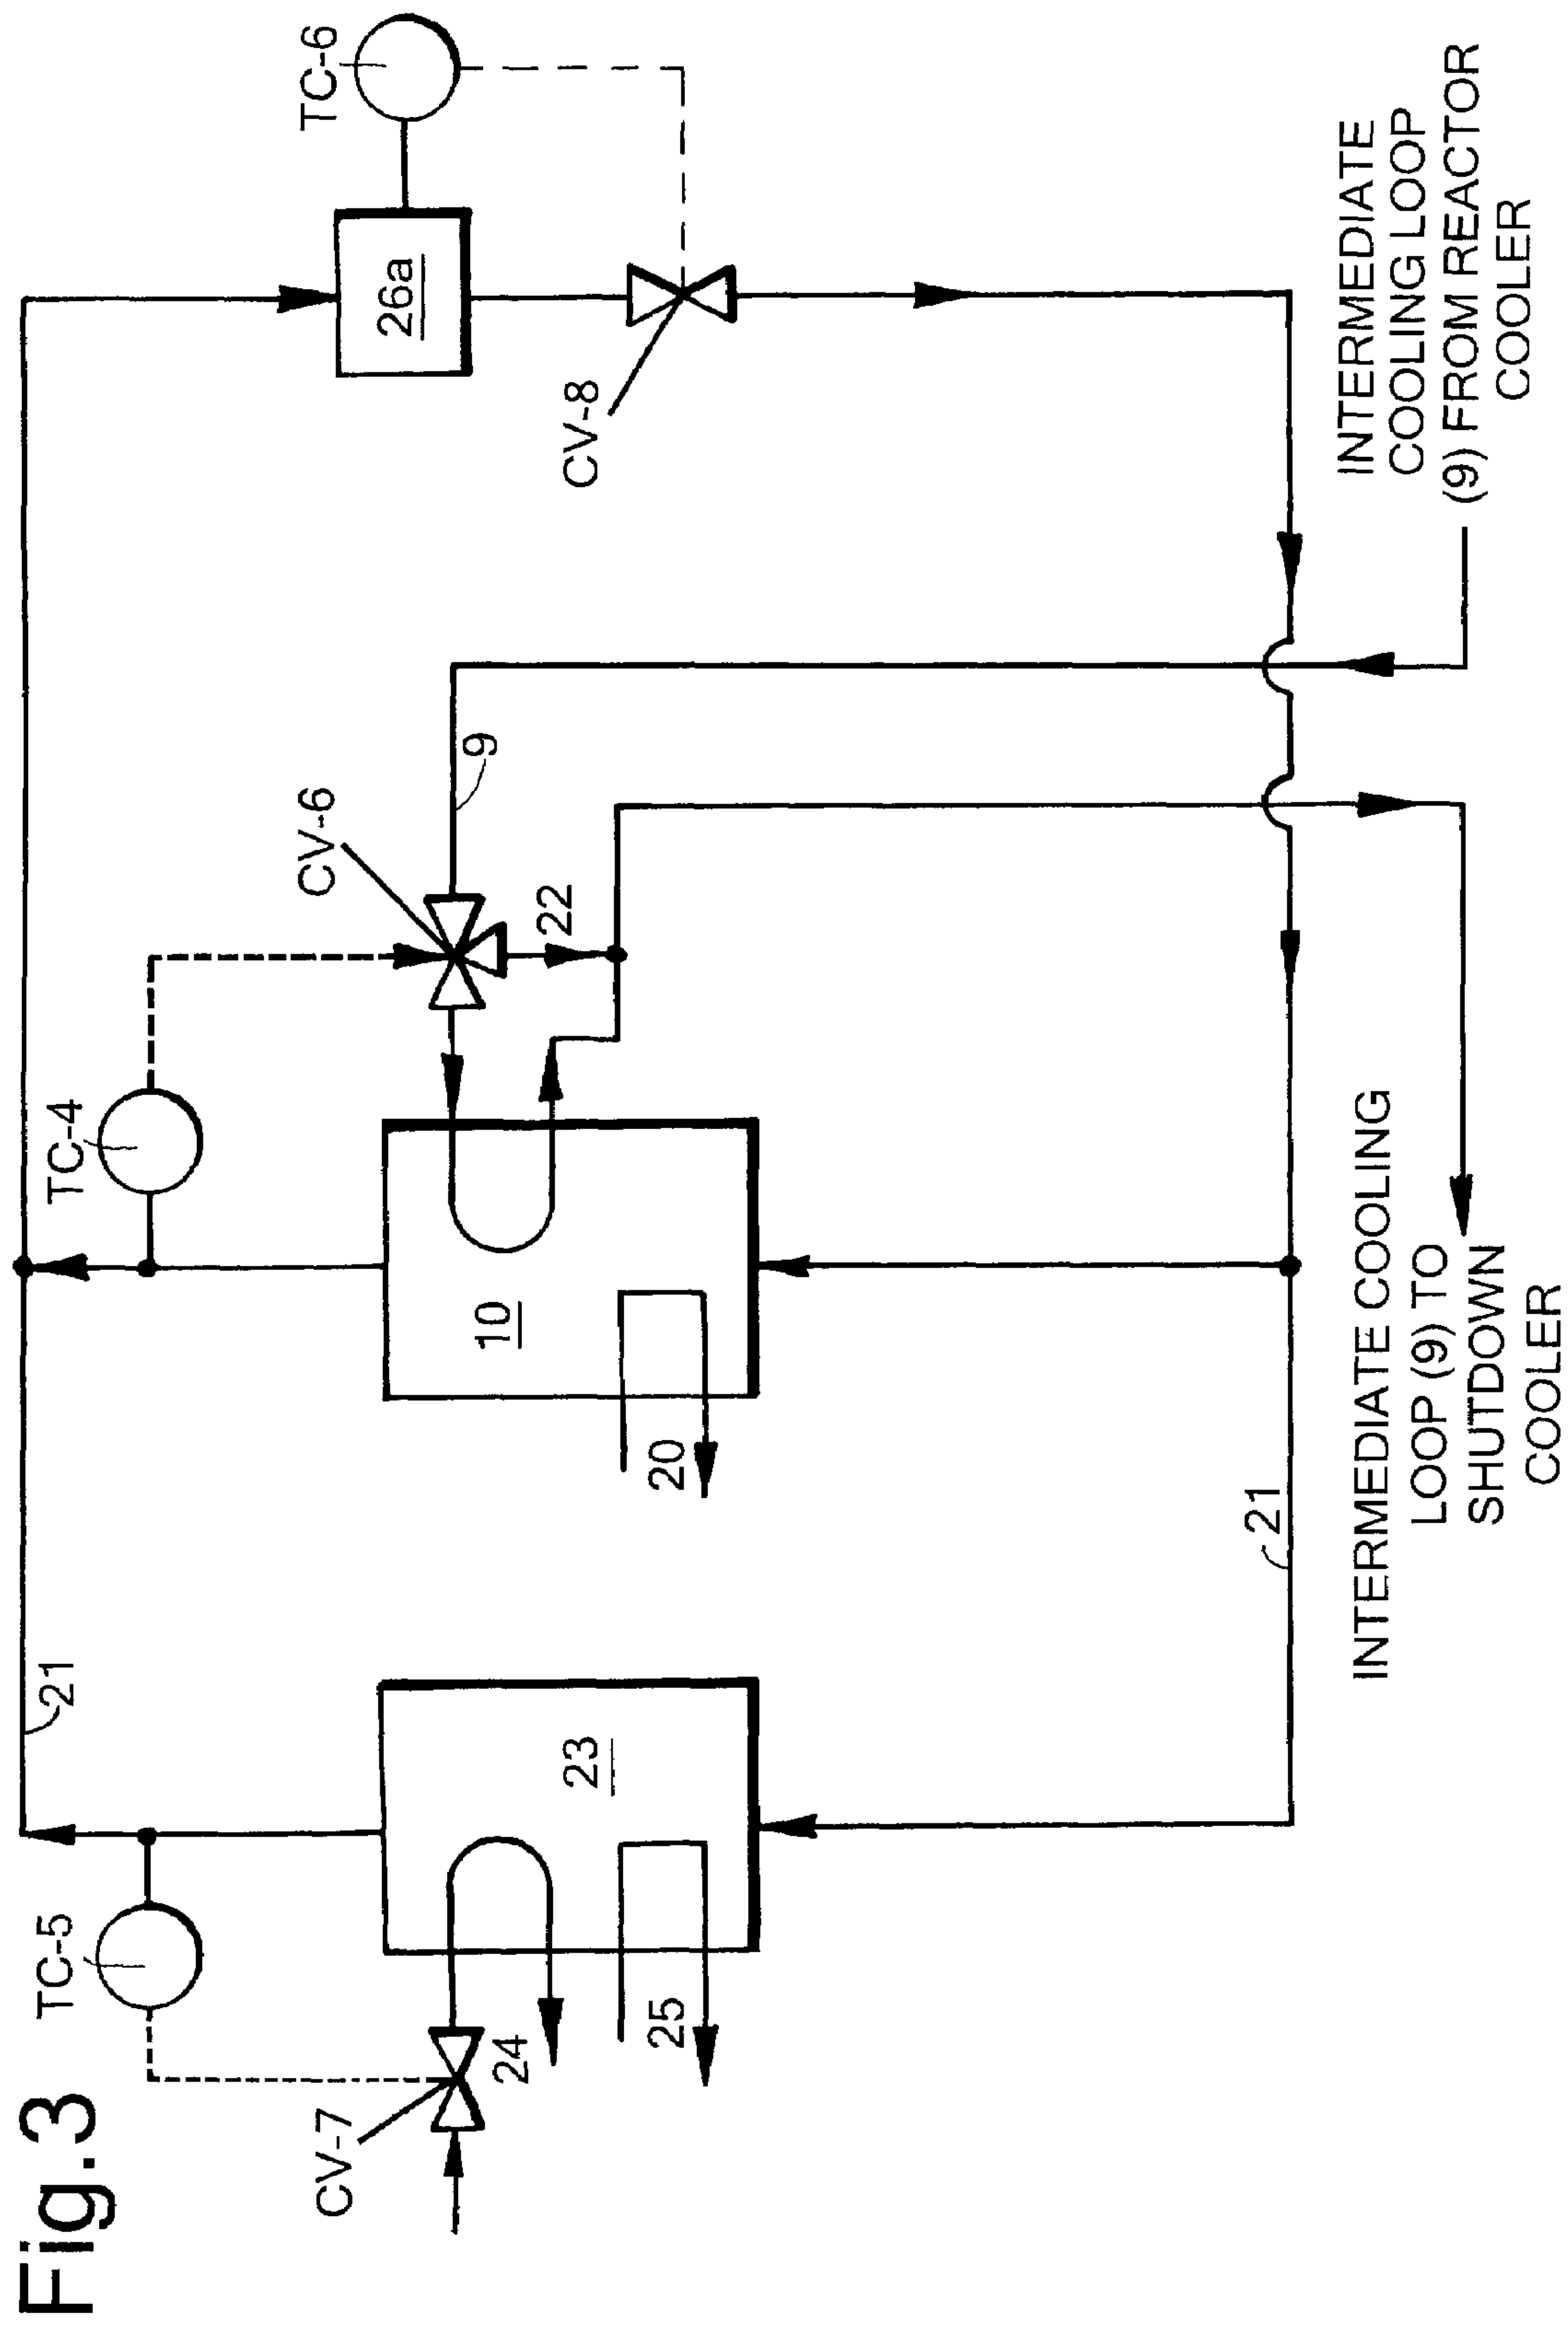 Fig.3
TC-5
21
TC-4
TC-6
CV-7
24
23
25
10
20
CV-6
22
9
26a
CV-8
21
INTERMEDIATE COOLING
LOOP (9) TO
SHUTDOWN
COOLER
INTERMEDIATE
COOLING LOOP
(9) FROM REACTOR
COOLER